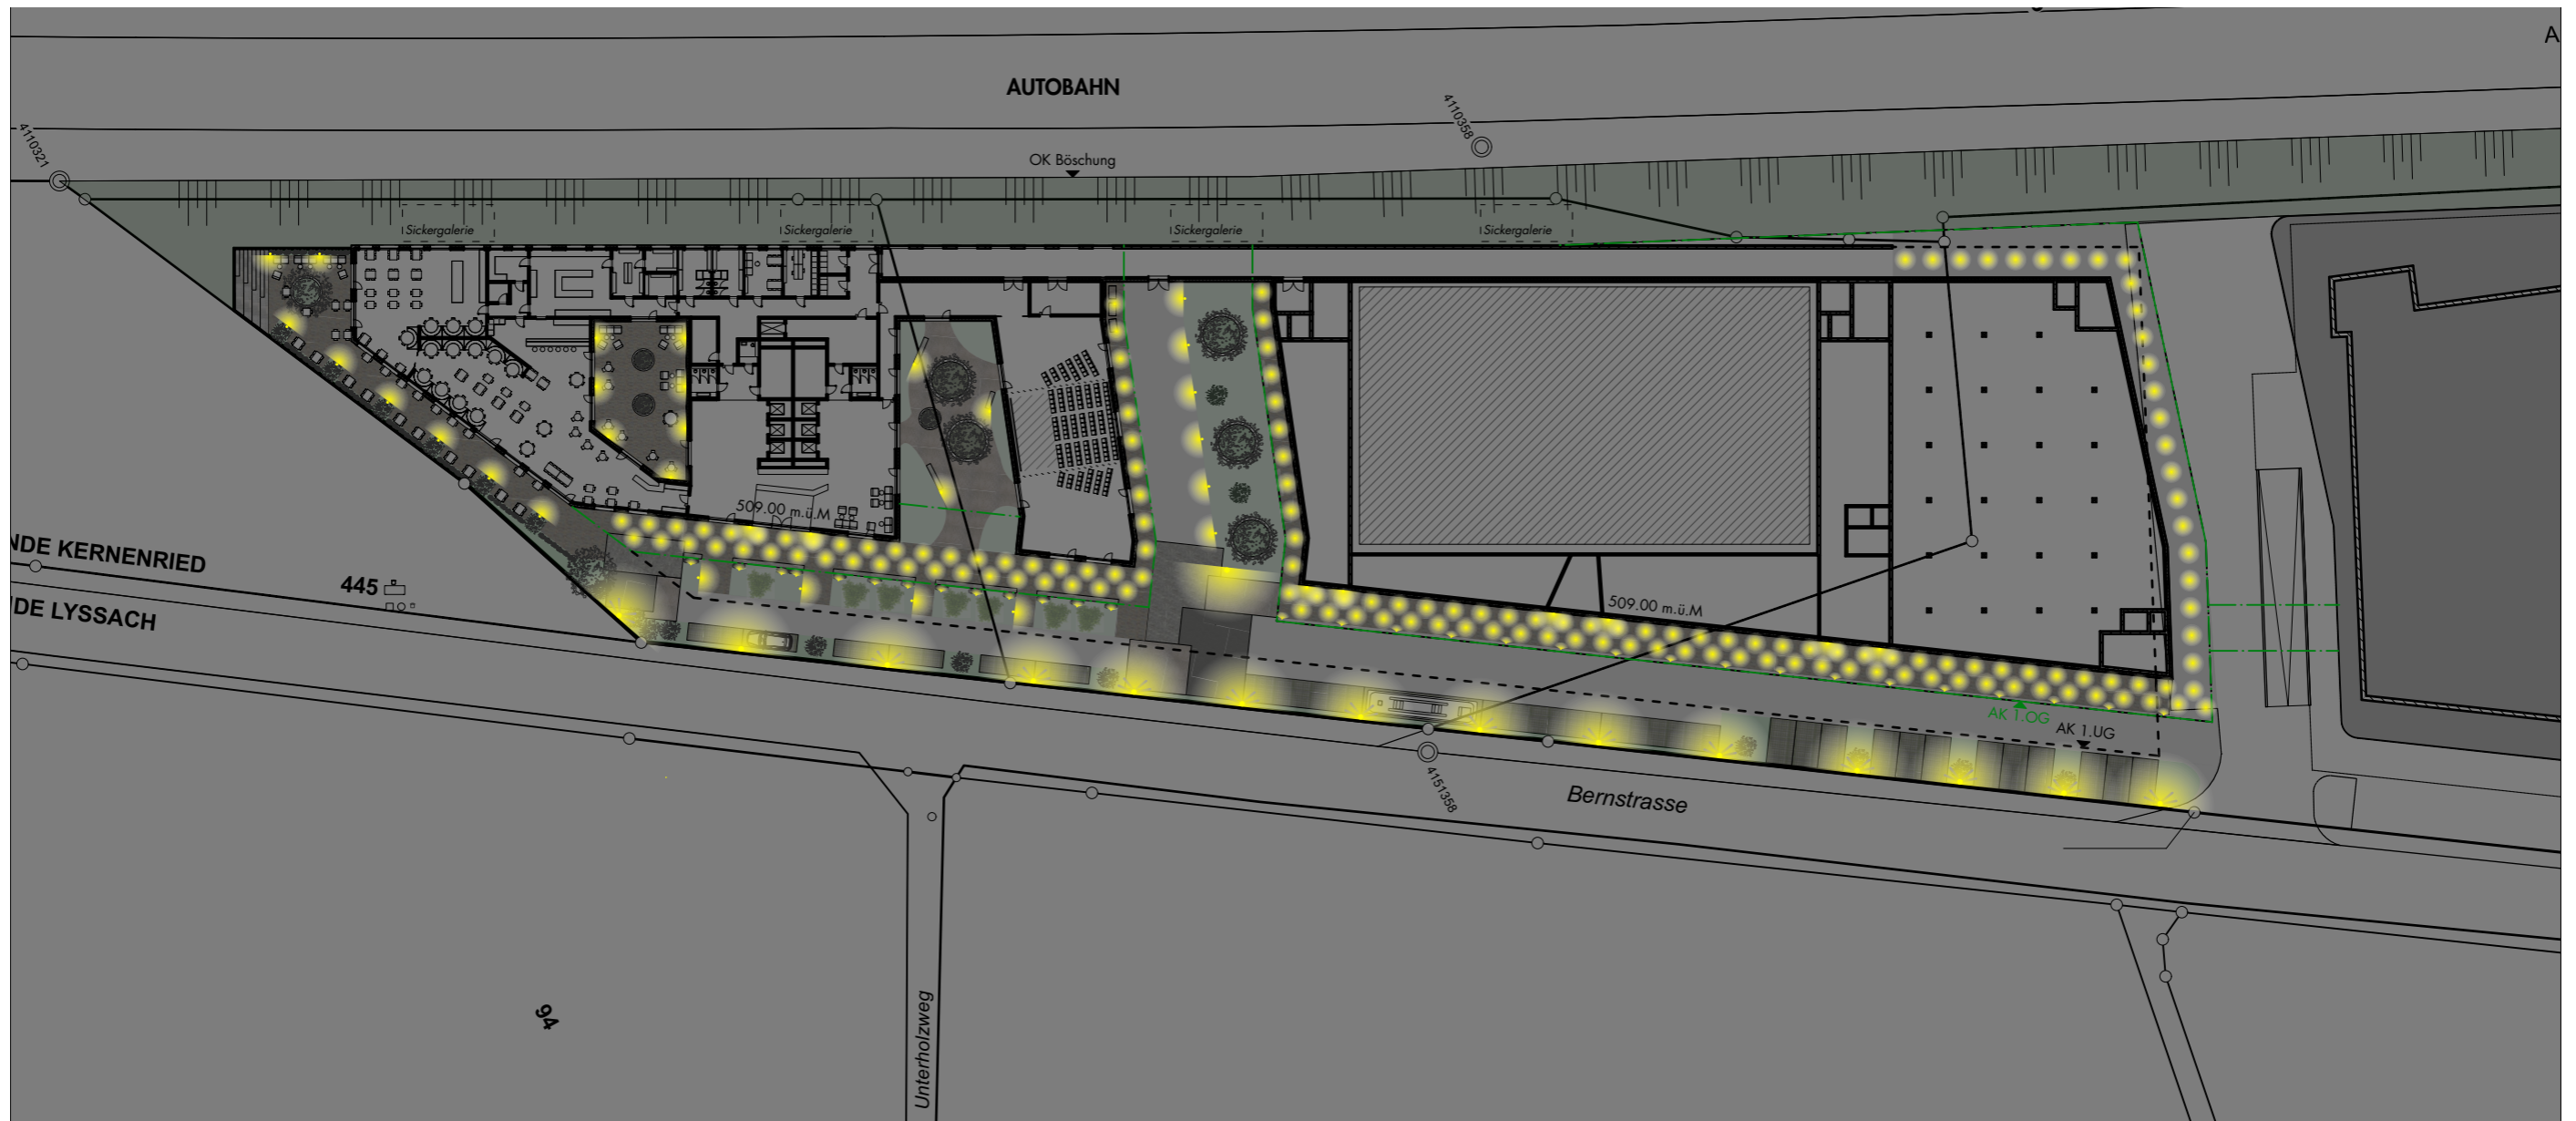 A
AUTOBAHN
4110358
4110321
OK Böschung
Sickergalerie
Sickergalerie
Sickergalerie
Sickergalerie
509.00 m.ü.M
NDE KERNENRIED
445
IDE LYSSACH
509.00 m.ü.M
AK 1.OG
AK 1.UG
4151358
Bernstrasse
94
Unterholzweg